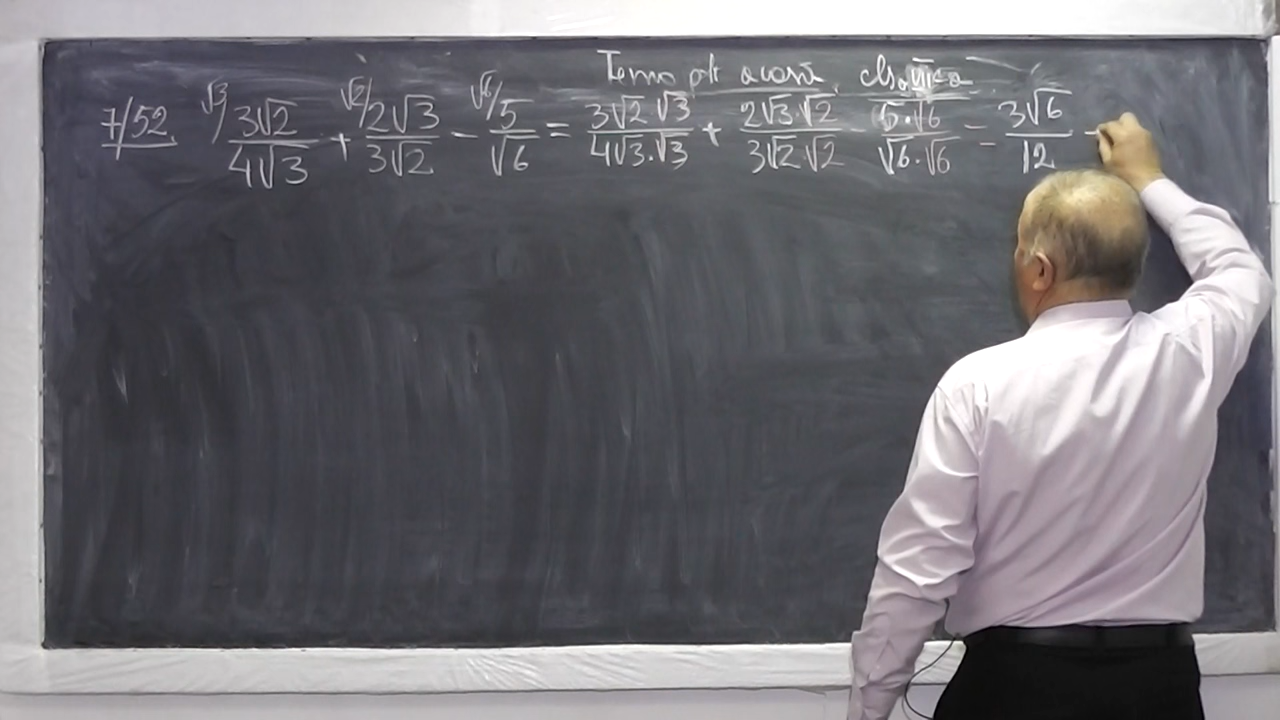 Temă pt acasă
7/52 √3/ 3√2/4√3 + √2/ 2√3/3√2 − √6/ 5/√6 = 3√2 √3/4√3.√3 + 2√3.√2/3√2 √2 − 5.√6/√6.√6 = 3√6/12